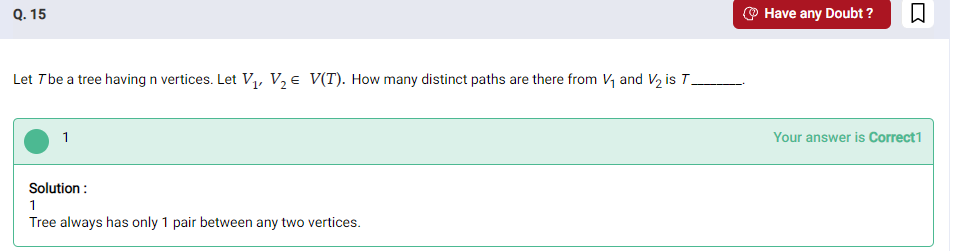 Q. 15
Have any Doubt ?
Let T be a tree having n vertices. Let V₁, V₂ ∈ V(T). How many distinct paths are there from V₁ and V₂ is T________.
1
Your answer is Correct1
Solution :
1
Tree always has only 1 pair between any two vertices.